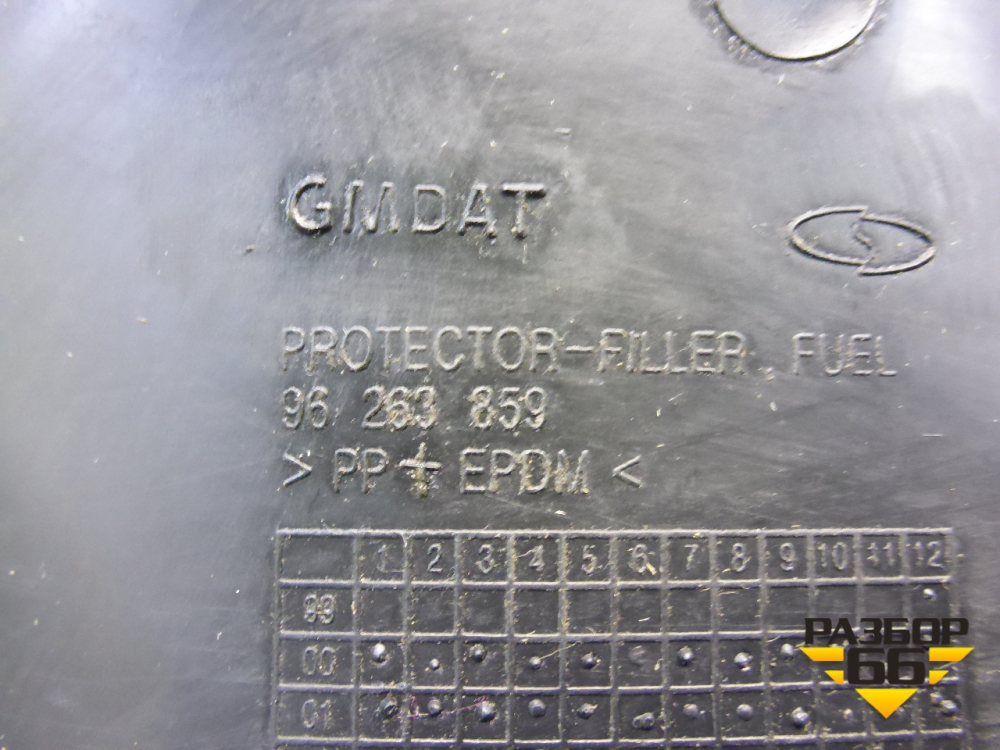 GMDAT
PROTECTOR-FILLER, FUEL
96 263 859
> PP+EPDM <
1 2 3 4 5 6 7 8 9 10 11 12
99
00
01
РАЗБОР
66